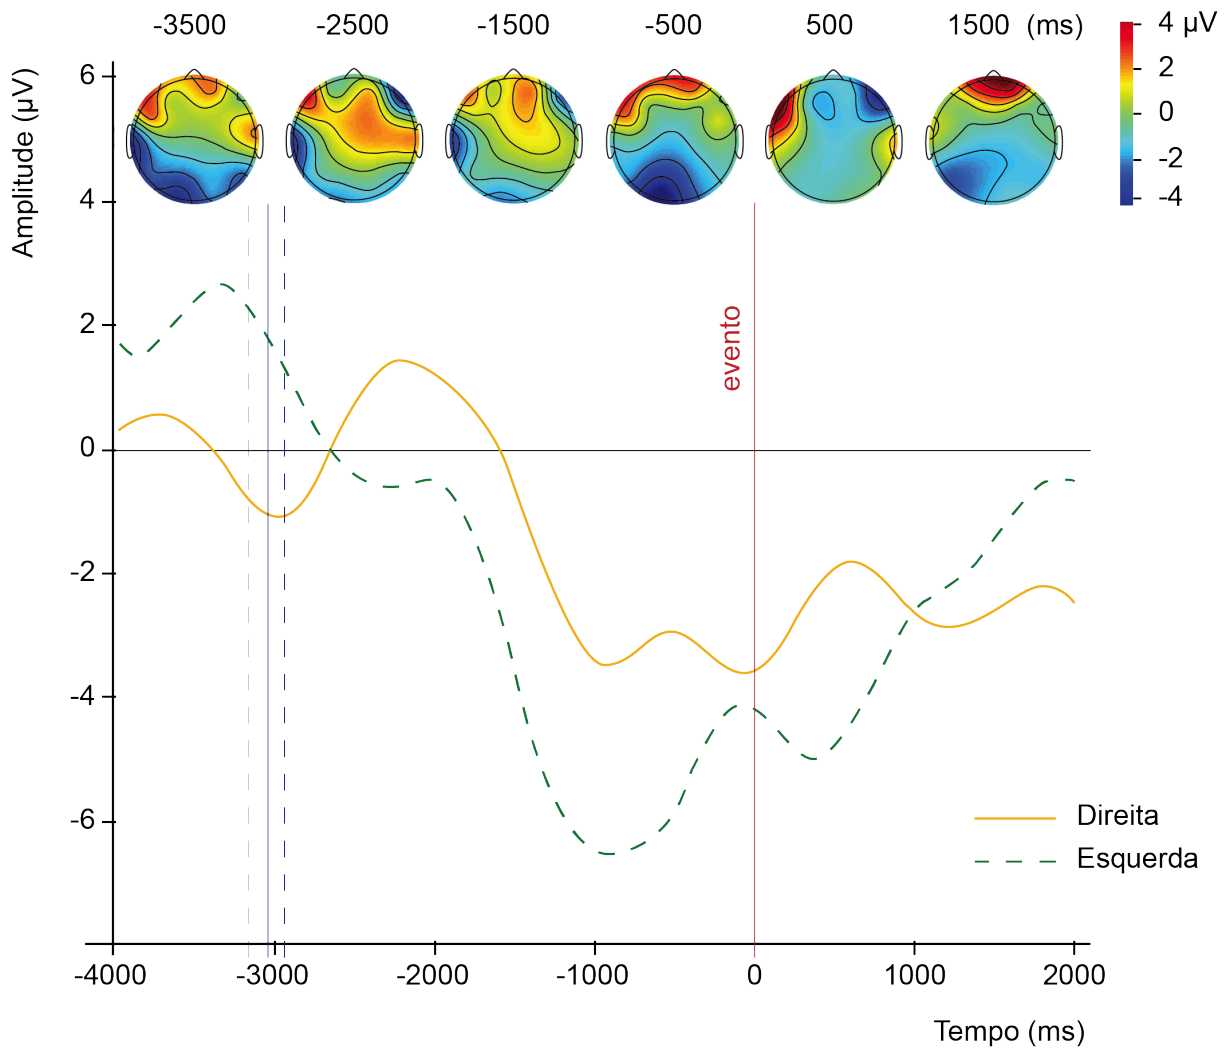 -3500 -2500 -1500 -500 500 1500 (ms)
4 µV
2
0
-2
-4
Amplitude (µV)
6
4
2
0
-2
-4
-6
evento
Direita
Esquerda
-4000 -3000 -2000 -1000 0 1000 2000
Tempo (ms)